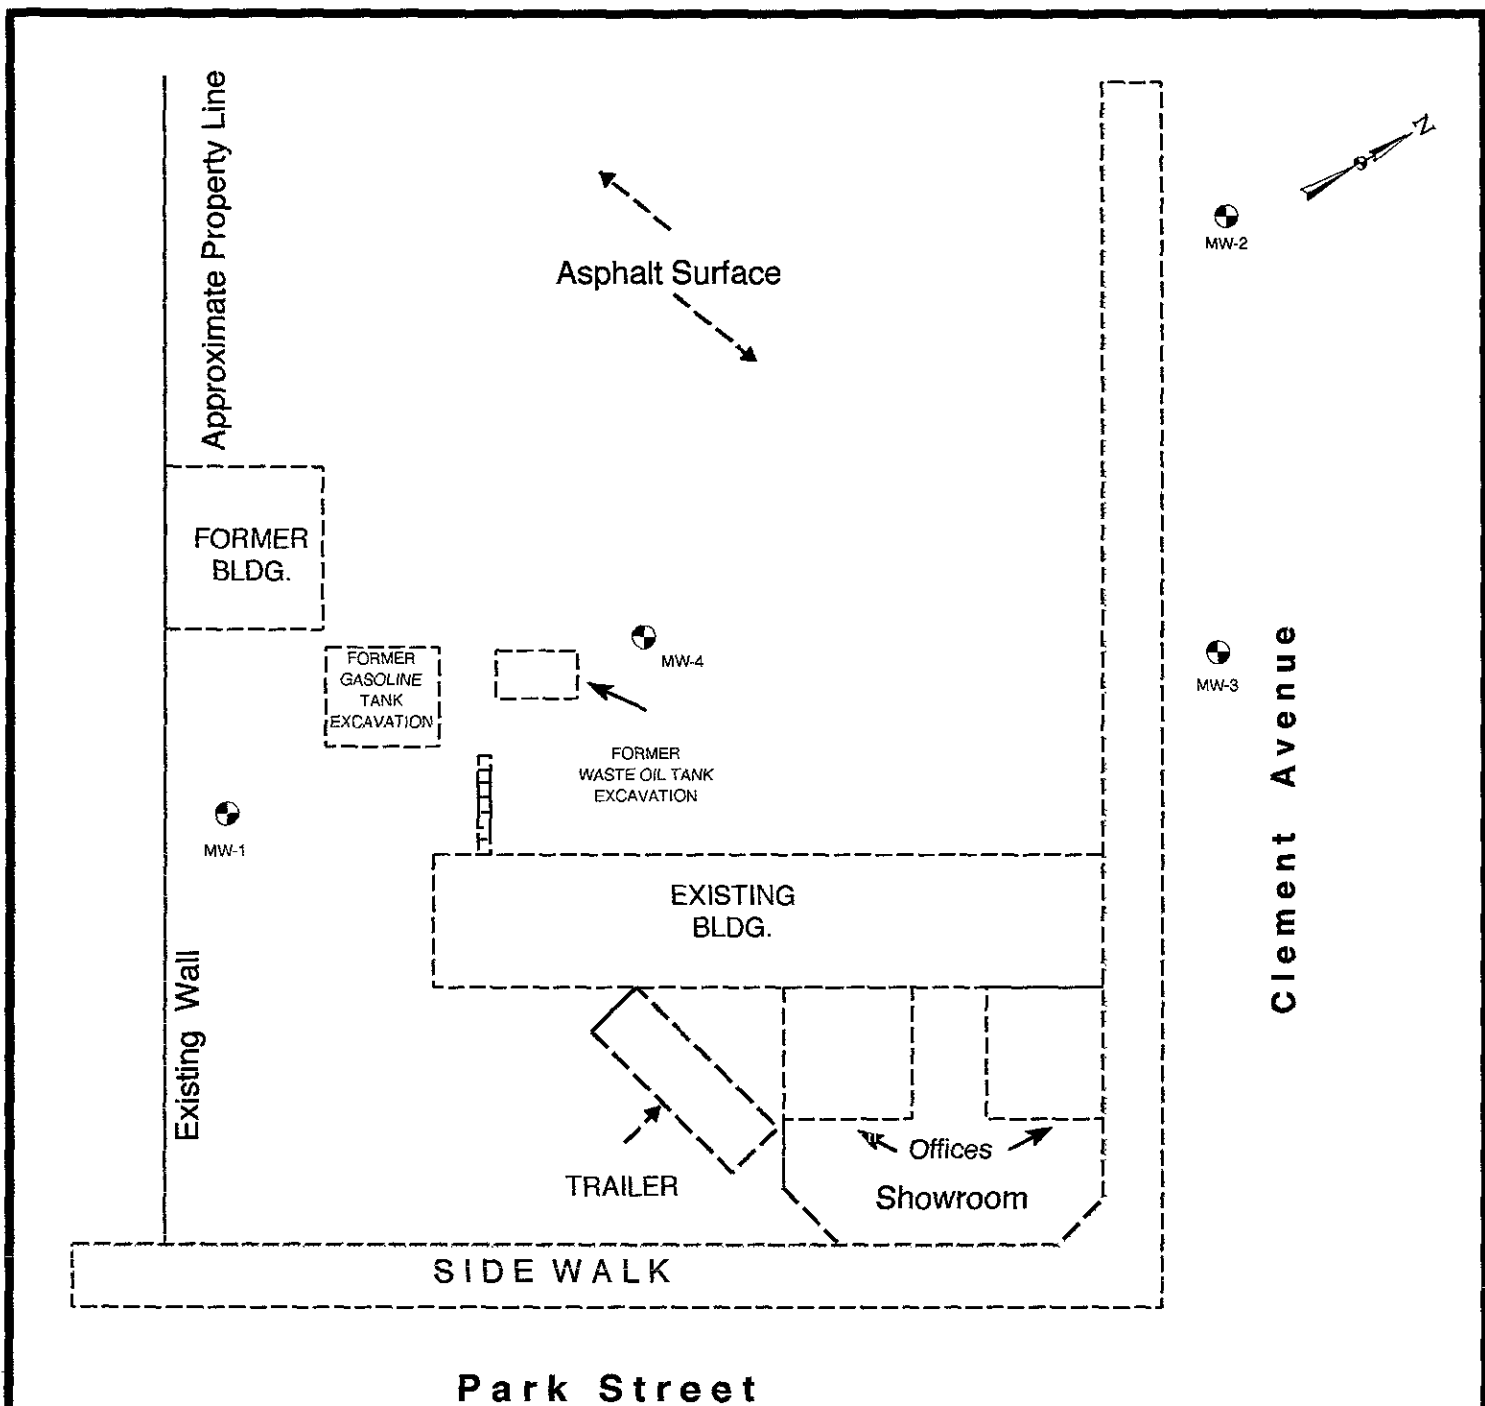 Approximate Property Line
N
MW-2
Asphalt Surface
FORMER
BLDG.
MW-4
FORMER
GASOLINE
TANK
EXCAVATION
MW-3
Clement Avenue
FORMER
WASTE OIL TANK
EXCAVATION
MW-1
EXISTING
BLDG.
Existing Wall
Offices
TRAILER
Showroom
SIDE WALK
Park Street